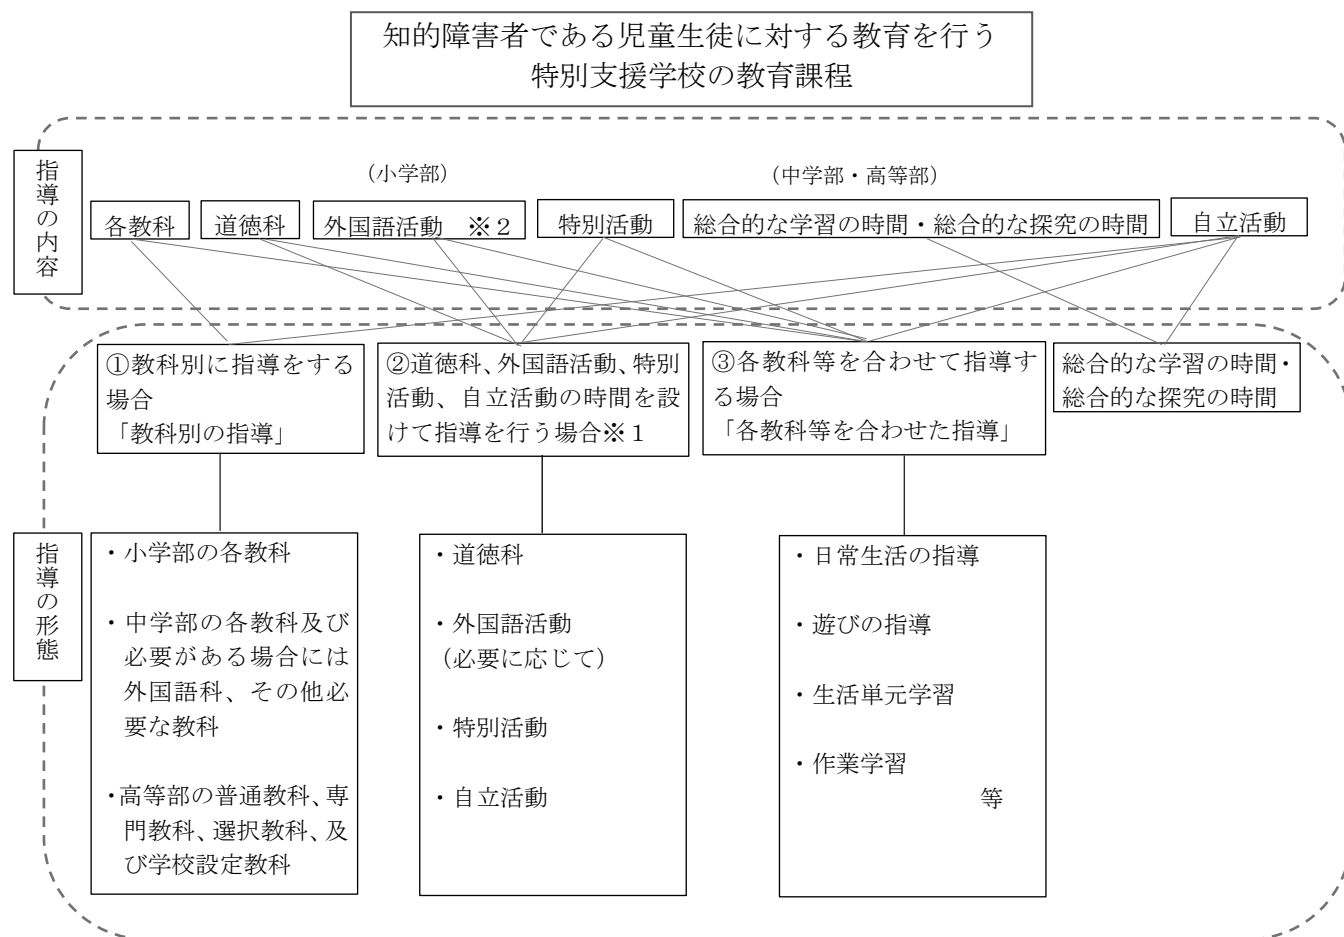 知的障害者である児童生徒に対する教育を行う
特別支援学校の教育課程
指導の内容
（小学部）
（中学部・高等部）
各教科
道徳科
外国語活動　※２
特別活動
総合的な学習の時間・総合的な探究の時間
自立活動
①教科別に指導をする
場合
「教科別の指導」
②道徳科、外国語活動、特別
活動、自立活動の時間を設
けて指導を行う場合※１
③各教科等を合わせて指導す
る場合
「各教科等を合わせた指導」
総合的な学習の時間・
総合的な探究の時間
指導の形態
・小学部の各教科
・中学部の各教科及び
必要がある場合には
外国語科、その他必
要な教科
・高等部の普通教科、専
門教科、選択教科、及
び学校設定教科
・道徳科
・外国語活動
（必要に応じて）
・特別活動
・自立活動
・日常生活の指導
・遊びの指導
・生活単元学習
・作業学習
等